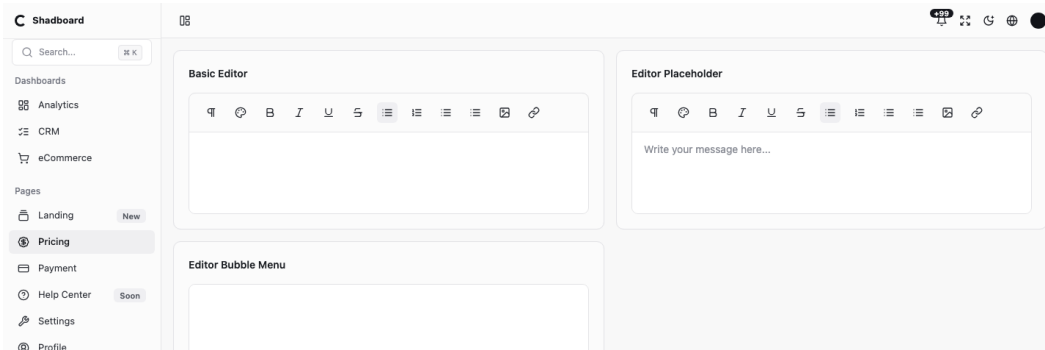 Shadboard
Search...
⌘ K
Dashboards
Analytics
CRM
eCommerce
Pages
Landing
New
Pricing
Payment
Help Center
Soon
Settings
Profile
+99
Basic Editor
Editor Placeholder
Write your message here...
Editor Bubble Menu